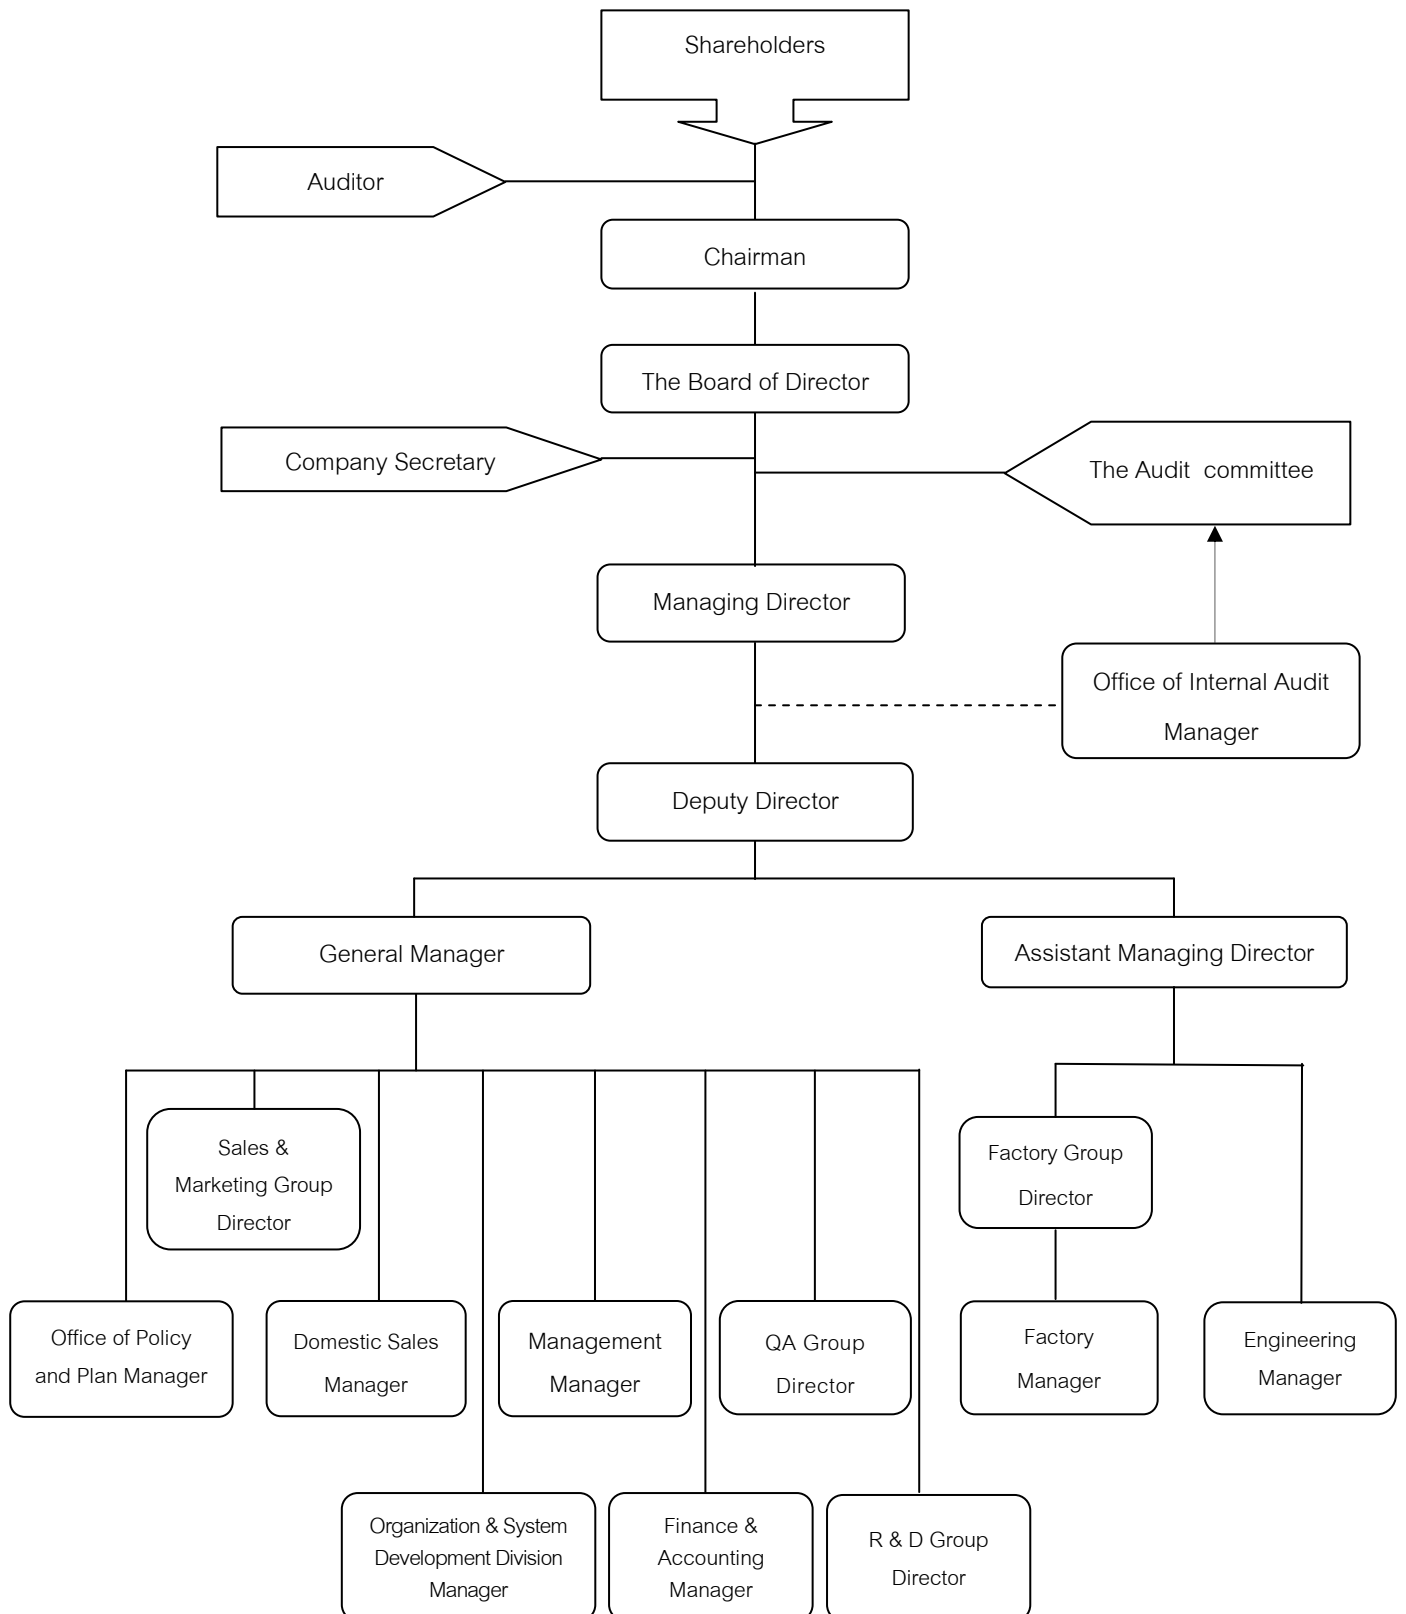 Shareholders
Auditor
Chairman
The Board of Director
Company Secretary
The Audit committee
Managing Director
Office of Internal Audit
Manager
Deputy Director
General Manager
Assistant Managing Director
Sales &
Marketing Group
Director
Factory Group
Director
Office of Policy
and Plan Manager
Domestic Sales
Manager
Management
Manager
QA Group
Director
Factory
Manager
Engineering
Manager
Organization & System
Development Division
Manager
Finance &
Accounting
Manager
R & D Group
Director